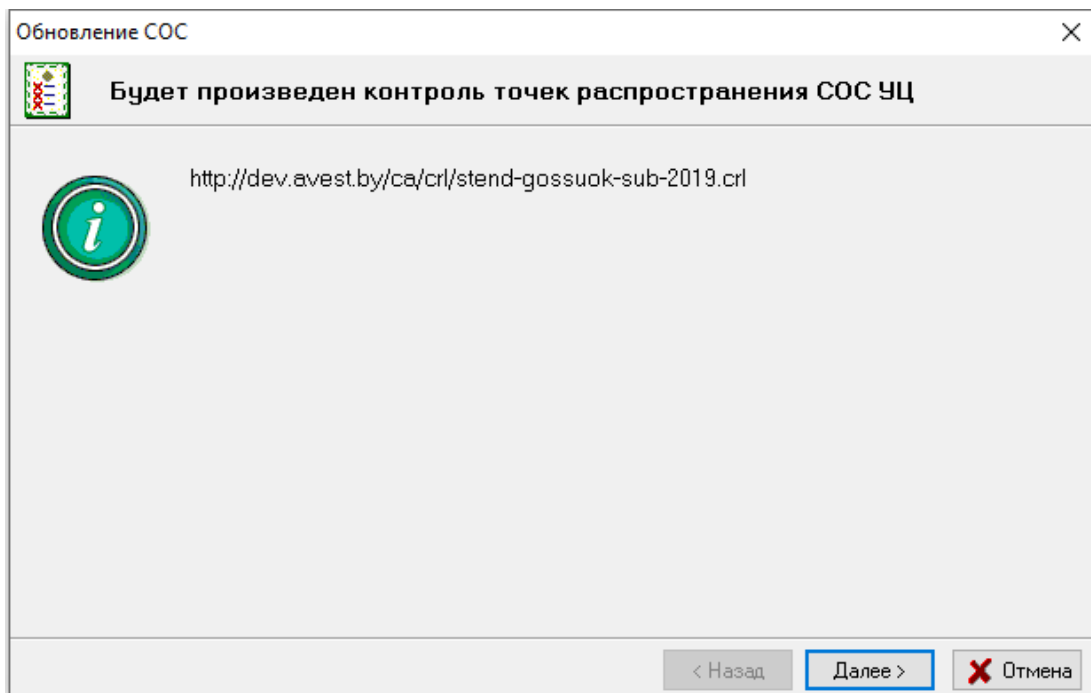 Обновление СОС
Будет произведен контроль точек распространения СОС УЦ
http://dev.avest.by/ca/crl/stend-gossuok-sub-2019.crl
< Назад
Далее >
Отмена